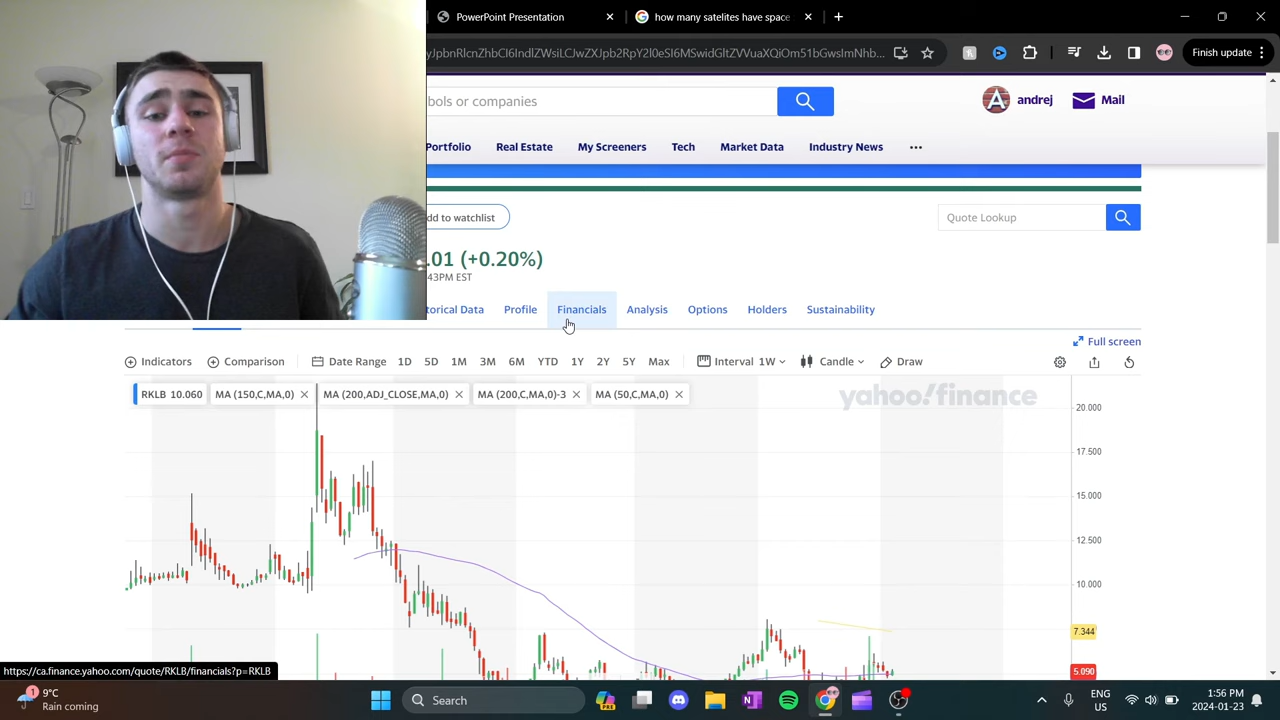 PowerPoint Presentation
how many satelites have space
yJpbnRlcnZhbCI6IndlZWsiLCJwZXJpb2RpY2l0eSI6MSwidGltZVVuaXQiOm51bGwsImNhb...
Finish update
bols or companies
andrej
Mail
Portfolio
Real Estate
My Screeners
Tech
Market Data
Industry News
dd to watchlist
Quote Lookup
.01 (+0.20%)
43PM EST
torical Data
Profile
Financials
Analysis
Options
Holders
Sustainability
Full screen
Indicators
Comparison
Date Range
1D
5D
1M
3M
6M
YTD
1Y
2Y
5Y
Max
Interval 1W
Candle
Draw
RKLB 10.060
MA (150,C,MA,0)
MA (200,ADJ_CLOSE,MA,0)
MA (200,C,MA,0)-3
MA (50,C,MA,0)
yahoo!finance
20.000
17.500
15.000
12.500
10.000
7.344
5.090
https://ca.finance.yahoo.com/quote/RKLB/financials?p=RKLB
1
9°C
Rain coming
Search
PRE
ENG
US
1:56 PM
2024-01-23